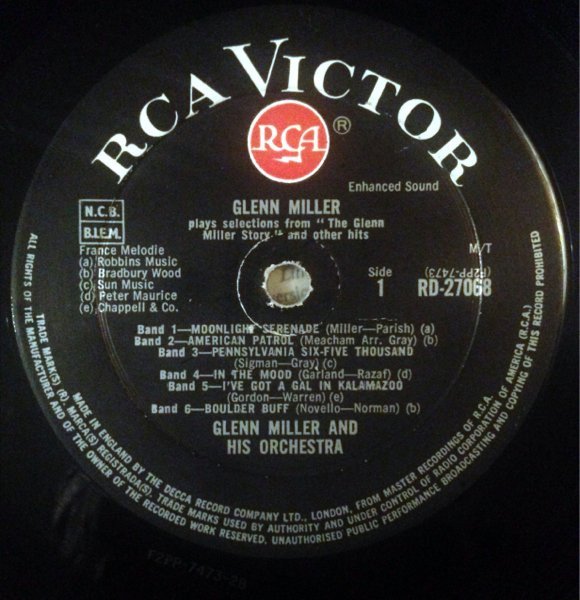 RCA VICTOR
RCA ®
Enhanced Sound
GLENN MILLER
plays selections from "The Glenn
Miller Story" and other hits
N.C.B.
B.I.E.M.
France Melodie
(a) Robbins Music
(b) Bradbury Wood
(c) Sun Music
(d) Peter Maurice
(e) Chappell & Co.
M/T
(F2PP-7473)
Side
1
RD-27068
Band 1—MOONLIGHT SERENADE (Miller—Parish) (a)
Band 2—AMERICAN PATROL (Meacham Arr. Gray) (b)
Band 3—PENNSYLVANIA SIX-FIVE THOUSAND
(Sigman—Gray) (c)
Band 4—IN THE MOOD (Garland—Razaf) (d)
Band 5—I'VE GOT A GAL IN KALAMAZOO
(Gordon—Warren) (e)
Band 6—BOULDER BUFF (Novello—Norman) (b)
GLENN MILLER AND
HIS ORCHESTRA
MADE IN ENGLAND BY THE DECCA RECORD COMPANY LTD., LONDON, FROM MASTER RECORDINGS OF R.C.A.
TRADE MARK(S) (R), MARCA(S) REGISTRADA(S). TRADE MARKS USED BY AUTHORITY AND UNDER CONTROL OF RADIO CORPORATION OF AMERICA (R.C.A.)
ALL RIGHTS OF THE MANUFACTURER AND OF THE OWNER OF THE RECORDED WORK RESERVED. UNAUTHORISED PUBLIC PERFORMANCE BROADCASTING AND COPYING OF THIS RECORD PROHIBITED
F2PP-7473-2B